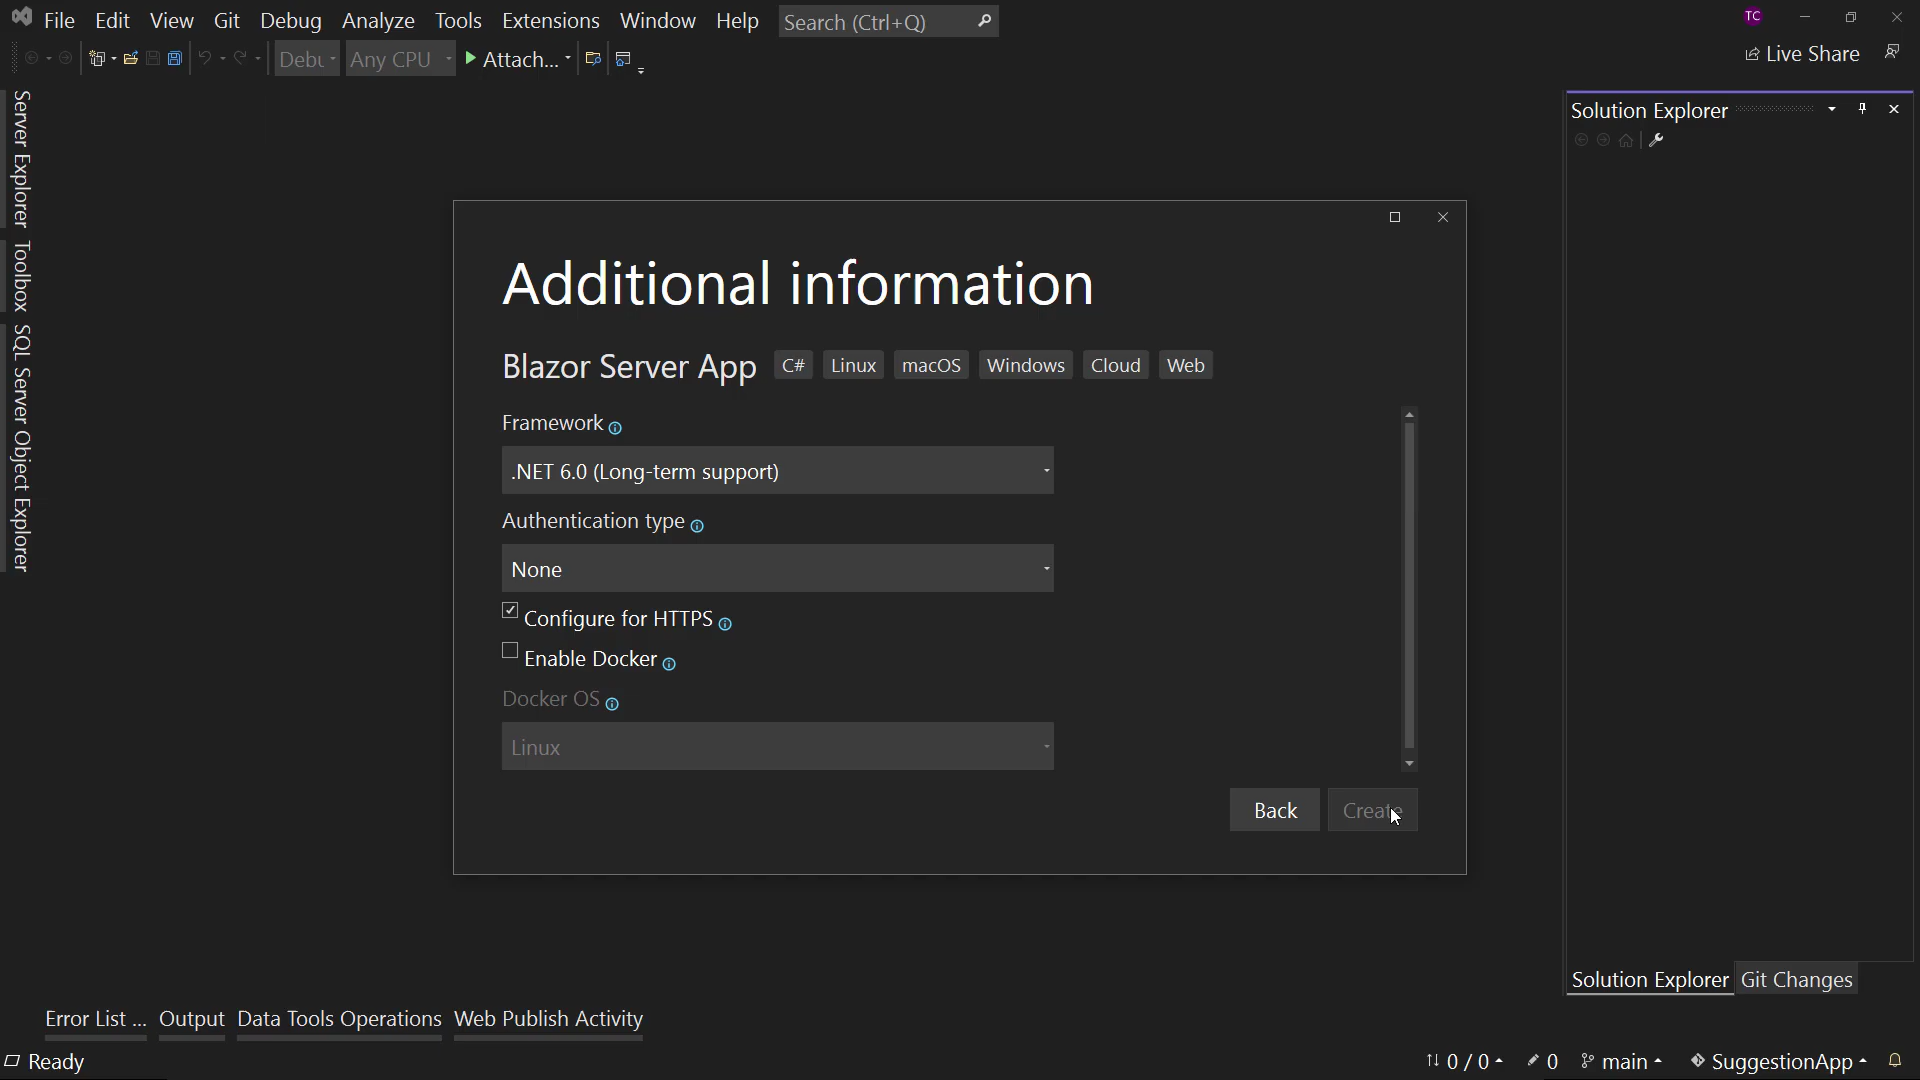 File Edit View Git Debug Analyze Tools Extensions Window Help Search (Ctrl+Q) TC
Debu Any CPU Attach... Live Share
Server Explorer
Toolbox
SQL Server Object Explorer
Solution Explorer
Additional information
Blazor Server App C# Linux macOS Windows Cloud Web
Framework
.NET 6.0 (Long-term support)
Authentication type
None
Configure for HTTPS
Enable Docker
Docker OS
Linux
Back Create
Solution Explorer Git Changes
Error List ... Output Data Tools Operations Web Publish Activity
Ready 0 / 0 0 main SuggestionApp